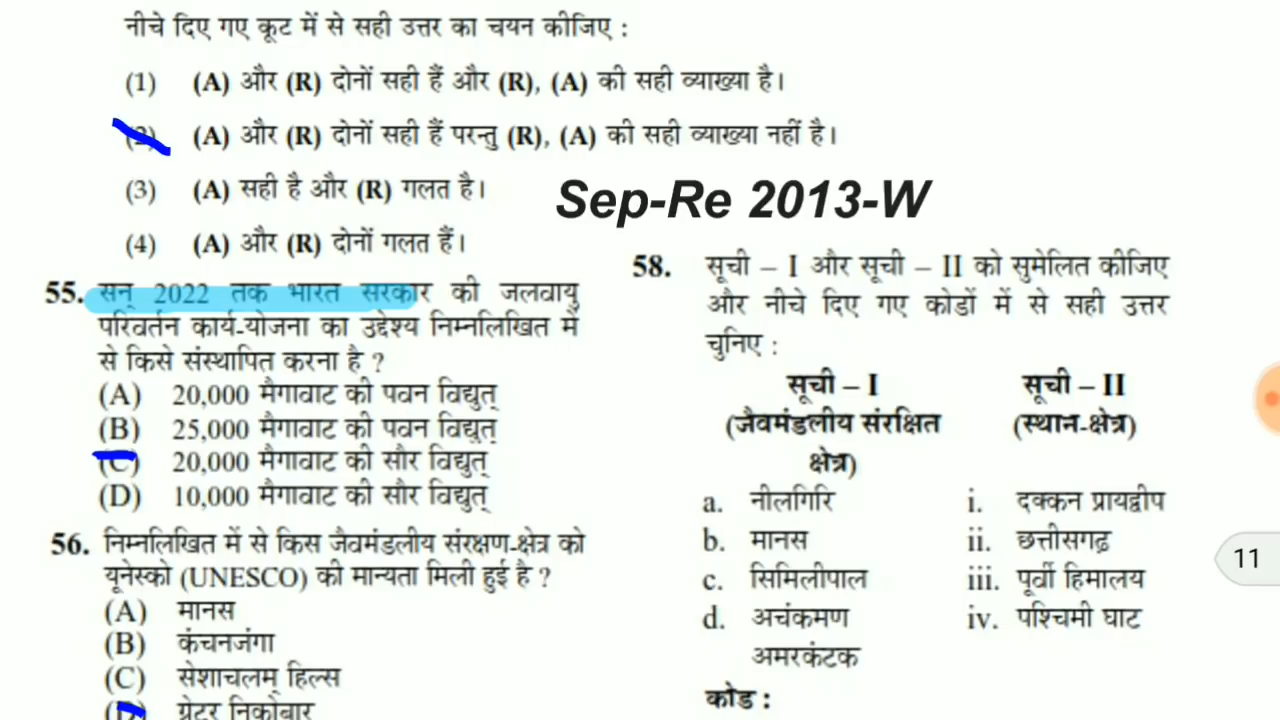 नीचे दिए गए कूट में से सही उत्तर का चयन कीजिए :
(1) (A) और (R) दोनों सही हैं और (R), (A) की सही व्याख्या है।
(2) (A) और (R) दोनों सही हैं परन्तु (R), (A) की सही व्याख्या नहीं है।
(3) (A) सही है और (R) गलत है।
(4) (A) और (R) दोनों गलत हैं।
Sep-Re 2013-W
55. सन् 2022 तक भारत सरकार की जलवायु
परिवर्तन कार्य-योजना का उद्देश्य निम्नलिखित में
से किसे संस्थापित करना है ?
(A) 20,000 मैगावाट की पवन विद्युत्
(B) 25,000 मैगावाट की पवन विद्युत्
(C) 20,000 मैगावाट की सौर विद्युत्
(D) 10,000 मैगावाट की सौर विद्युत्
56. निम्नलिखित में से किस जैवमंडलीय संरक्षण-क्षेत्र को
यूनेस्को (UNESCO) की मान्यता मिली हुई है ?
(A) मानस
(B) कंचनजंगा
(C) सेशाचलम् हिल्स
(D) ग्रेटर निकोबार
58. सूची – I और सूची – II को सुमेलित कीजिए
और नीचे दिए गए कोडों में से सही उत्तर
चुनिए :
सूची – I सूची – II
(जैवमंडलीय संरक्षित (स्थान-क्षेत्र)
क्षेत्र)
a. नीलगिरि i. दक्कन प्रायद्वीप
b. मानस ii. छत्तीसगढ़
c. सिमिलीपाल iii. पूर्वी हिमालय
d. अचंकमण iv. पश्चिमी घाट
अमरकंटक
कोड :
11